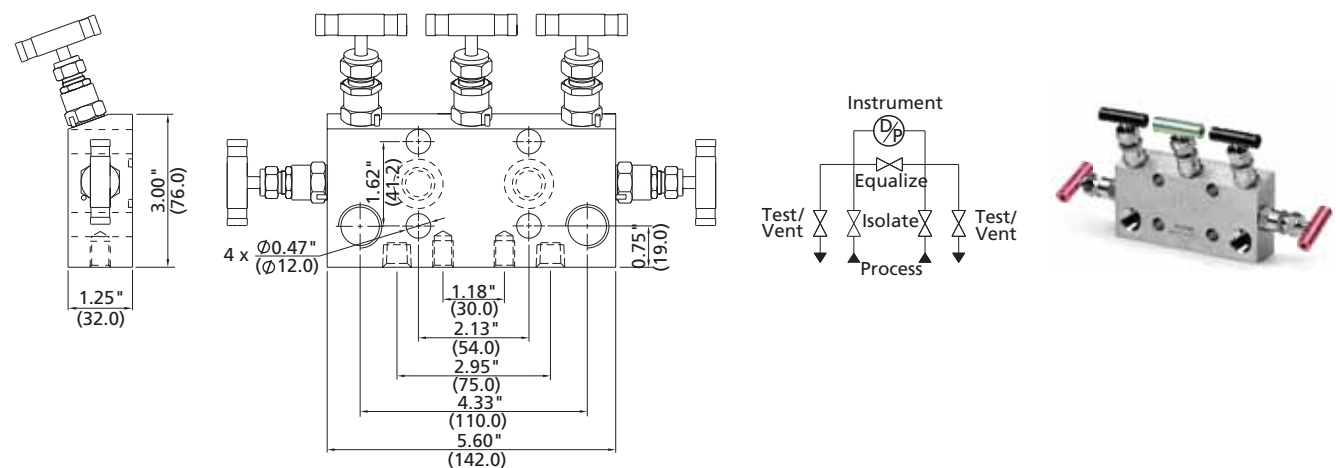 3.00"
(76.0)
1.25"
(32.0)
1.62"
(41.2)
4 x Ø0.47"
(Ø12.0)
0.75"
(19.0)
1.18"
(30.0)
2.13"
(54.0)
2.95"
(75.0)
4.33"
(110.0)
5.60"
(142.0)
Instrument
D/P
Equalize
Test/
Vent
Isolate
Test/
Vent
Process